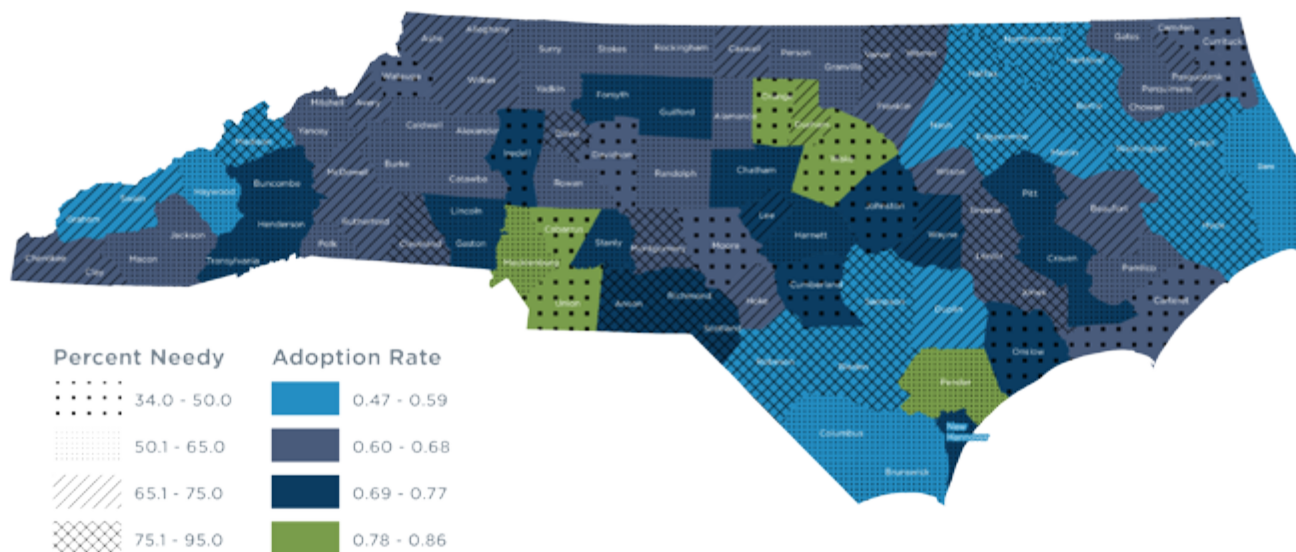 Ashe
Alleghany
Surry
Stokes
Rockingham
Caswell
Person
Granville
Vance
Warren
Northampton
Gates
Camden
Currituck
Halifax
Hertford
Pasquotank
Perquimans
Chowan
Watauga
Wilkes
Yadkin
Forsyth
Guilford
Alamance
Orange
Durham
Franklin
Nash
Edgecombe
Bertie
Martin
Washington
Tyrrell
Dare
Mitchell
Avery
Yancey
Madison
Caldwell
Alexander
Iredell
Davie
Davidson
Randolph
Chatham
Wake
Wilson
Pitt
Beaufort
Hyde
Haywood
Buncombe
McDowell
Burke
Catawba
Rowan
Swain
Graham
Jackson
Henderson
Rutherford
Lincoln
Cleveland
Gaston
Cabarrus
Stanly
Montgomery
Moore
Lee
Harnett
Johnston
Wayne
Greene
Lenoir
Craven
Pamlico
Cherokee
Clay
Macon
Transylvania
Polk
Mecklenburg
Union
Anson
Richmond
Scotland
Hoke
Cumberland
Sampson
Duplin
Jones
Carteret
Onslow
Robeson
Bladen
Pender
Columbus
New
Hanover
Brunswick
Percent Needy Adoption Rate
34.0 - 50.0 0.47 - 0.59
50.1 - 65.0 0.60 - 0.68
65.1 - 75.0 0.69 - 0.77
75.1 - 95.0 0.78 - 0.86